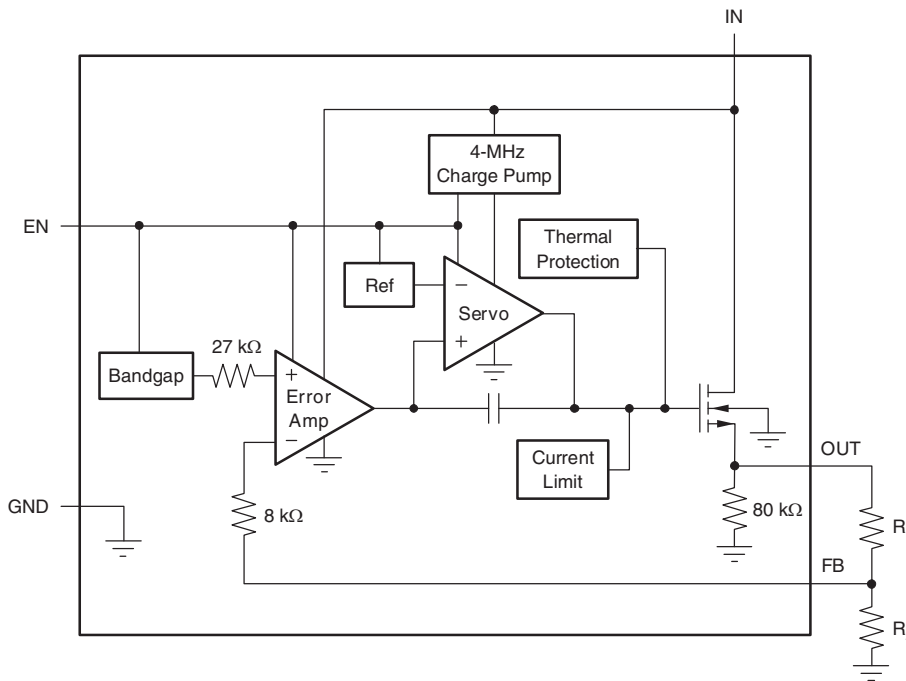 IN
4-MHz
Charge Pump
EN
Thermal
Protection
Ref
−
Servo
+
27 kΩ
Bandgap
+
Error
Amp
−
Current
Limit
OUT
GND
8 kΩ
80 kΩ
R
FB
R